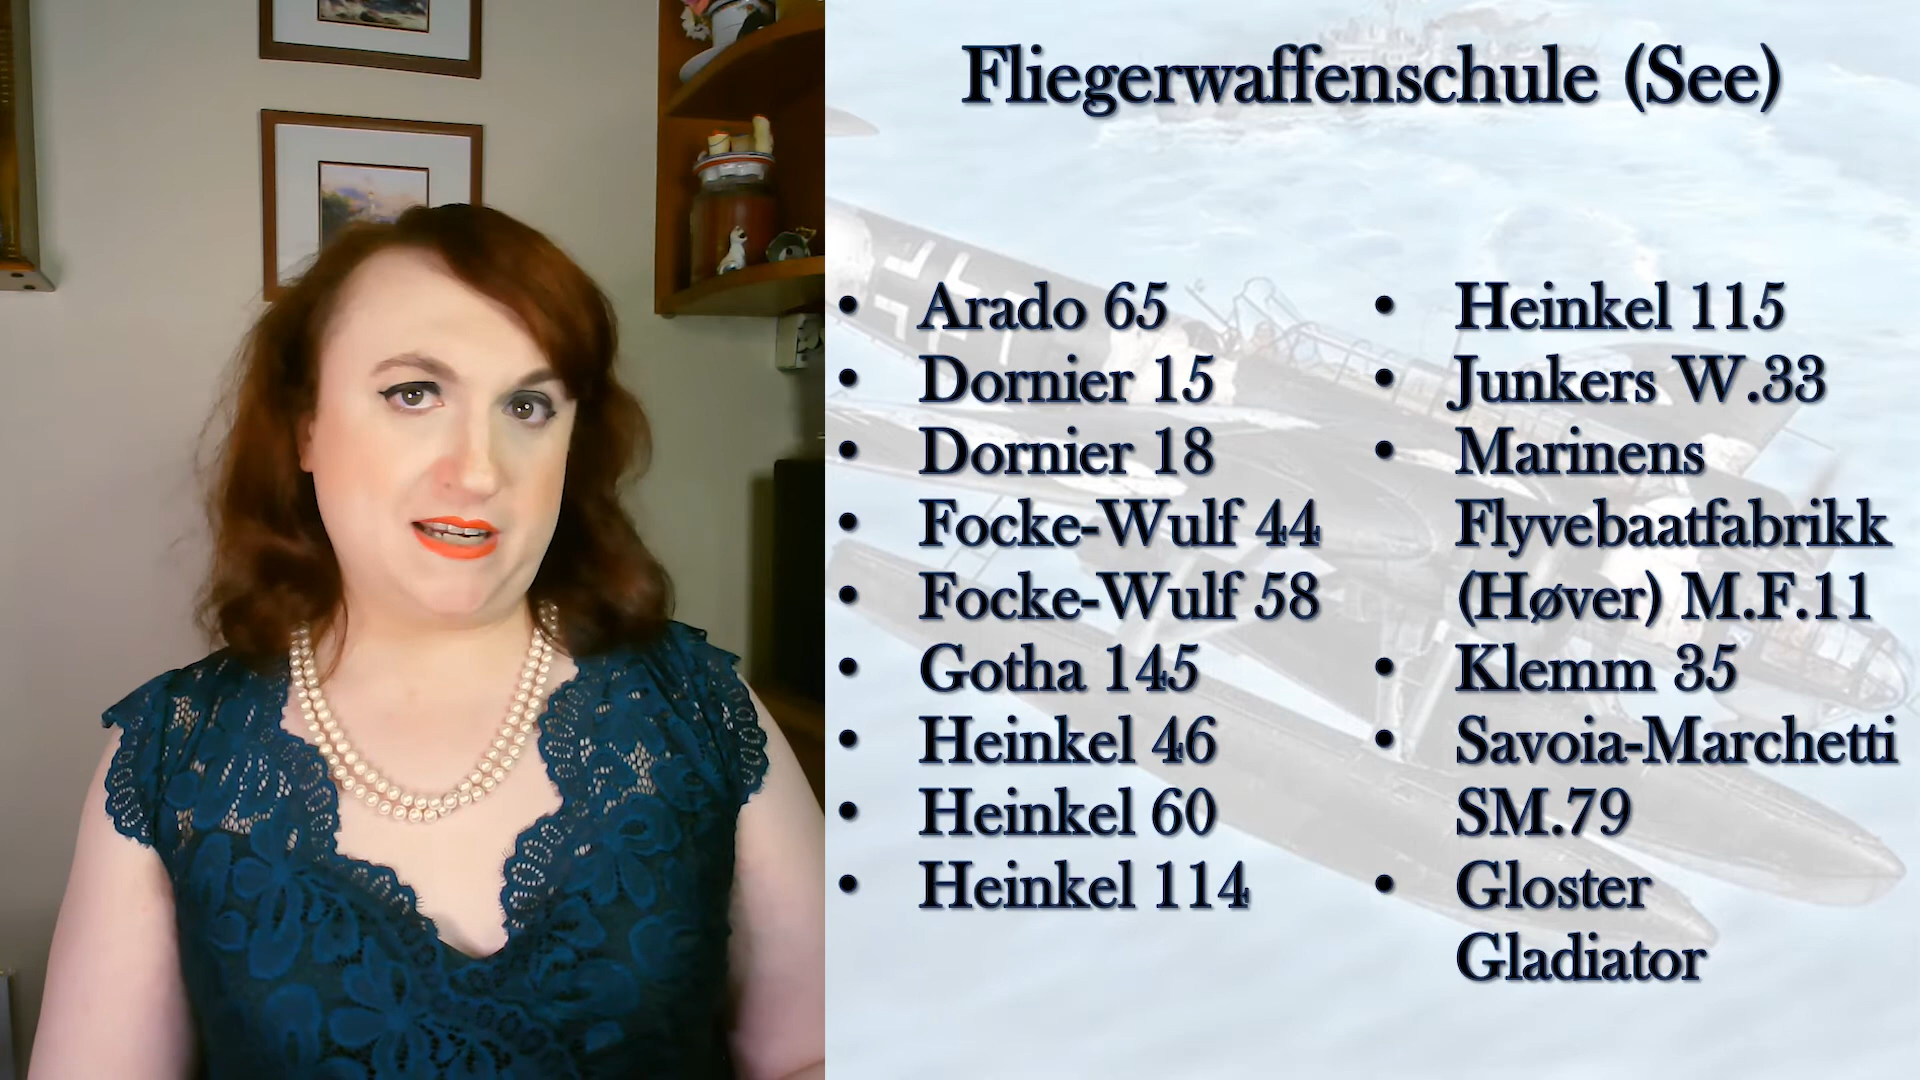 Fliegerwaffenschule (See)
• Arado 65
• Dornier 15
• Dornier 18
• Focke-Wulf 44
• Focke-Wulf 58
• Gotha 145
• Heinkel 46
• Heinkel 60
• Heinkel 114
• Heinkel 115
• Junkers W.33
• Marinens
Flyvebaatfabrikk
(Høver) M.F.11
• Klemm 35
• Savoia-Marchetti
SM.79
• Gloster
Gladiator